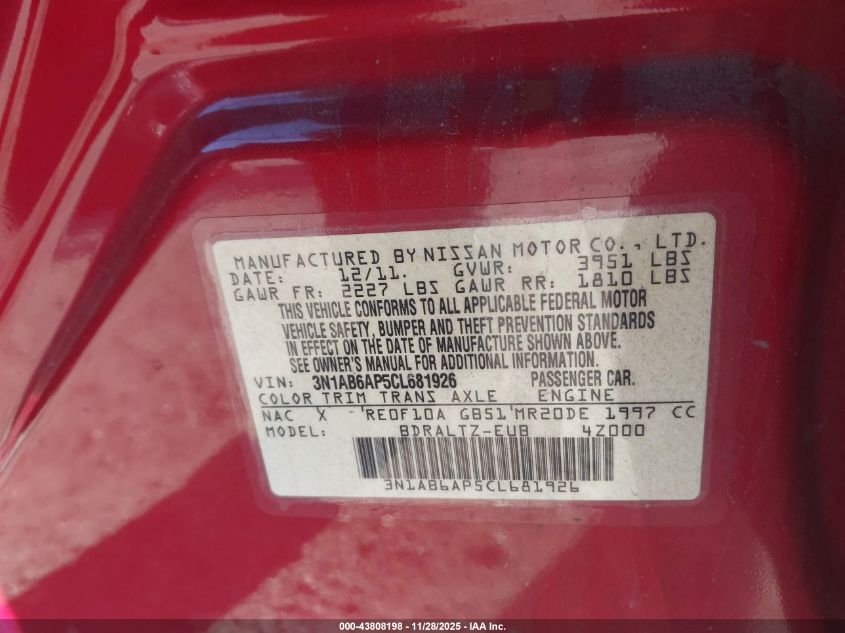 MANUFACTURED BY NISSAN MOTOR CO., LTD.
DATE: 12/11. GVWR: 3951 LBS
GAWR FR: 2227 LBS GAWR RR: 1810 LBS
THIS VEHICLE CONFORMS TO ALL APPLICABLE FEDERAL MOTOR
VEHICLE SAFETY, BUMPER AND THEFT PREVENTION STANDARDS
IN EFFECT ON THE DATE OF MANUFACTURE SHOWN ABOVE.
SEE OWNER'S MANUAL FOR ADDITIONAL INFORMATION.
VIN: 3N1AB6AP5CL681926 PASSENGER CAR.
COLOR TRIM TRANS AXLE ENGINE
NAC X 'RE0F10A GB51'MR20DE 1997 CC
MODEL: BDRALTZ-EUB 4Z000
3N1AB6AP5CL681926
000-43808198 - 11/28/2025 - IAA Inc.